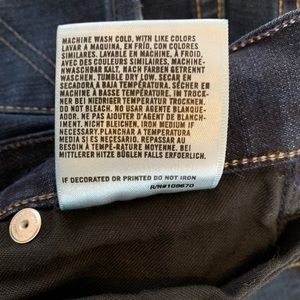 MACHINE WASH COLD, WITH LIKE COLORS
LAVAR A MAQUINA, EN FRÍO, CON COLORES
SIMILARES. LAVABLE EN MACHINE, À FROID,
AVEC DES COULEURS SIMILAIRES. MACHINE-
WASCHBAR KALT, NACH FARBEN GETRENNT
WASCHEN. TUMBLE DRY LOW. SECAR EN
SECADORA A BAJA TEMPERATURA. SÉCHER EN
MACHINE À BASSE TEMPÉRATURE. IM TROCK-
NER BEI NIEDRIGER TEMPERATUR TROCKNEN.
DO NOT BLEACH. NO USAR AGENTE BLANQUE-
ADOR. NE PAS AJOUTER D'AGENT DE BLANCHI-
MENT. NICHT BLEICHEN. IRON MEDIUM IF
NECESSARY. PLANCHAR A TEMPERATURA
MEDIA SI ES NECESARIO. REPASSAR AU
BESOIN À TEMPÉ-RATURE MOYENNE. BEI
MITTLERER HITZE BÜGLEN FALLS ERFORDERLICH.
IF DECORATED OR PRINTED DO NOT IRON
R/N#109670